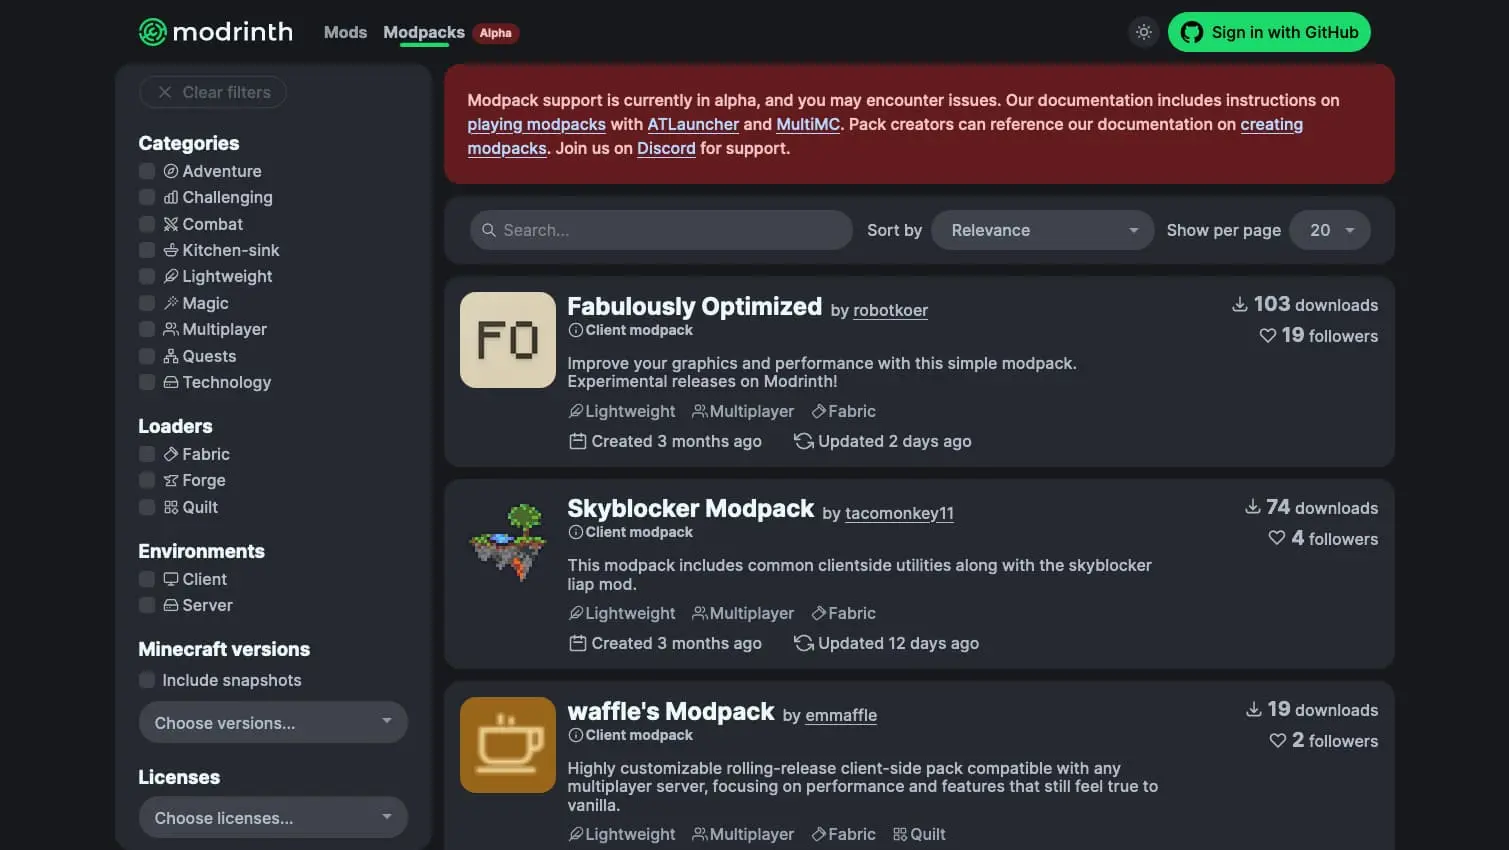 modrinth
Mods
Modpacks
Alpha
Sign in with GitHub
Clear filters
Categories
Adventure
Challenging
Combat
Kitchen-sink
Lightweight
Magic
Multiplayer
Quests
Technology
Loaders
Fabric
Forge
Quilt
Environments
Client
Server
Minecraft versions
Include snapshots
Choose versions...
Licenses
Choose licenses...
Modpack support is currently in alpha, and you may encounter issues. Our documentation includes instructions on
playing modpacks with ATLauncher and MultiMC. Pack creators can reference our documentation on creating
modpacks. Join us on Discord for support.
Search...
Sort by
Relevance
Show per page
20
FO
Fabulously Optimized by robotkoer
Client modpack
Improve your graphics and performance with this simple modpack.
Experimental releases on Modrinth!
Lightweight Multiplayer Fabric
Created 3 months ago Updated 2 days ago
103 downloads
19 followers
Skyblocker Modpack by tacomonkey11
Client modpack
This modpack includes common clientside utilities along with the skyblocker
liap mod.
Lightweight Multiplayer Fabric
Created 3 months ago Updated 12 days ago
74 downloads
4 followers
waffle's Modpack by emmaffle
Client modpack
Highly customizable rolling-release client-side pack compatible with any
multiplayer server, focusing on performance and features that still feel true to
vanilla.
Lightweight Multiplayer Fabric Quilt
19 downloads
2 followers